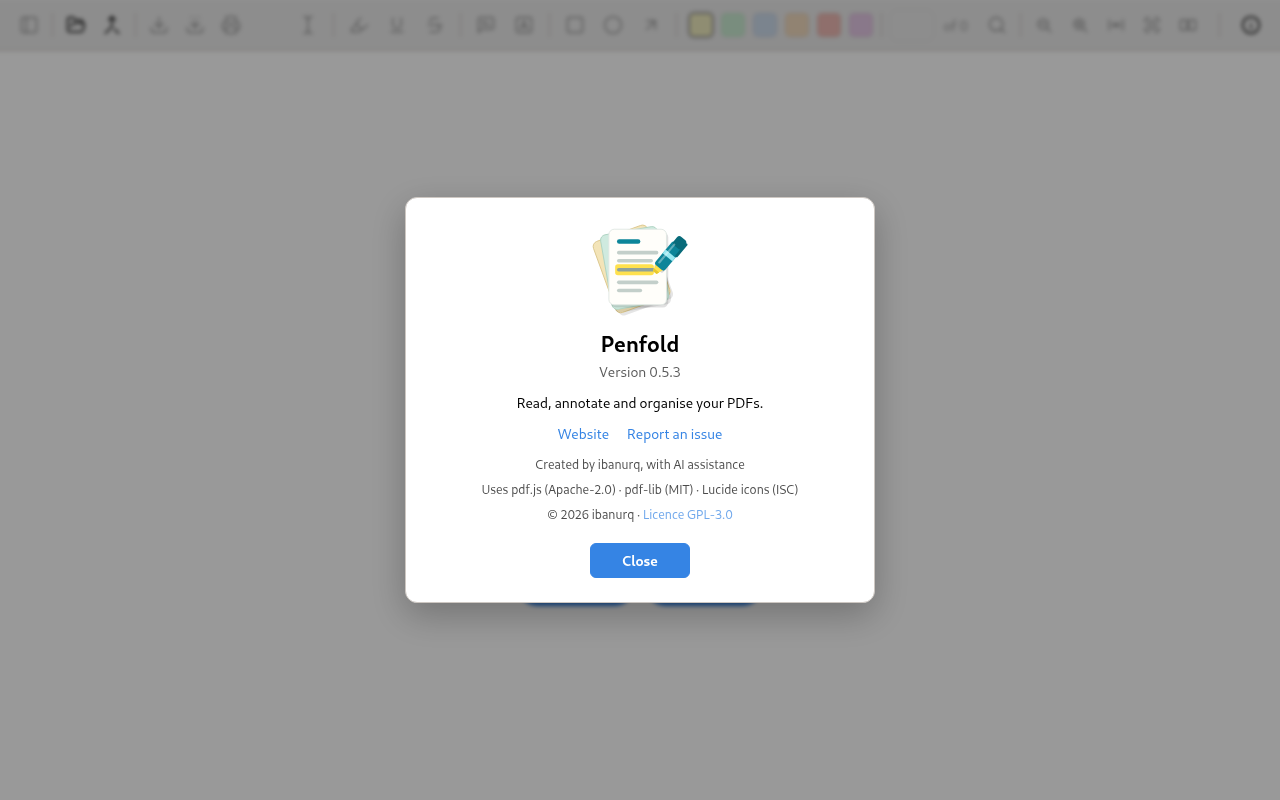 of 0
Penfold
Version 0.5.3
Read, annotate and organise your PDFs.
Website Report an issue
Created by ibanurq, with AI assistance
Uses pdf.js (Apache-2.0) · pdf-lib (MIT) · Lucide icons (ISC)
© 2026 ibanurq · Licence GPL-3.0
Close